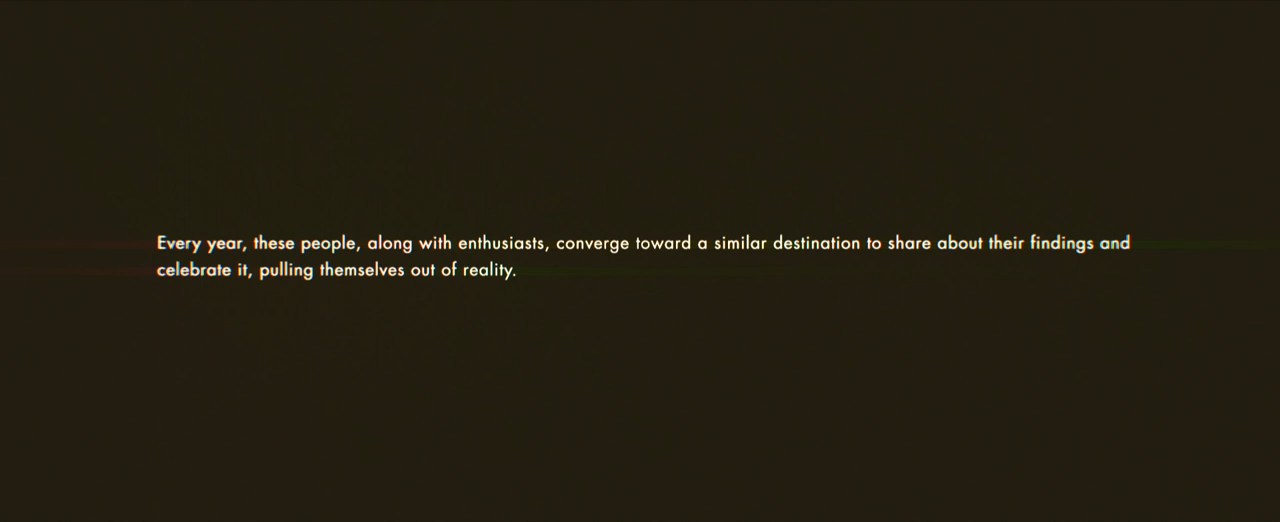 Every year, these people, along with enthusiasts, converge toward a similar destination to share about their findings and
celebrate it, pulling themselves out of reality.